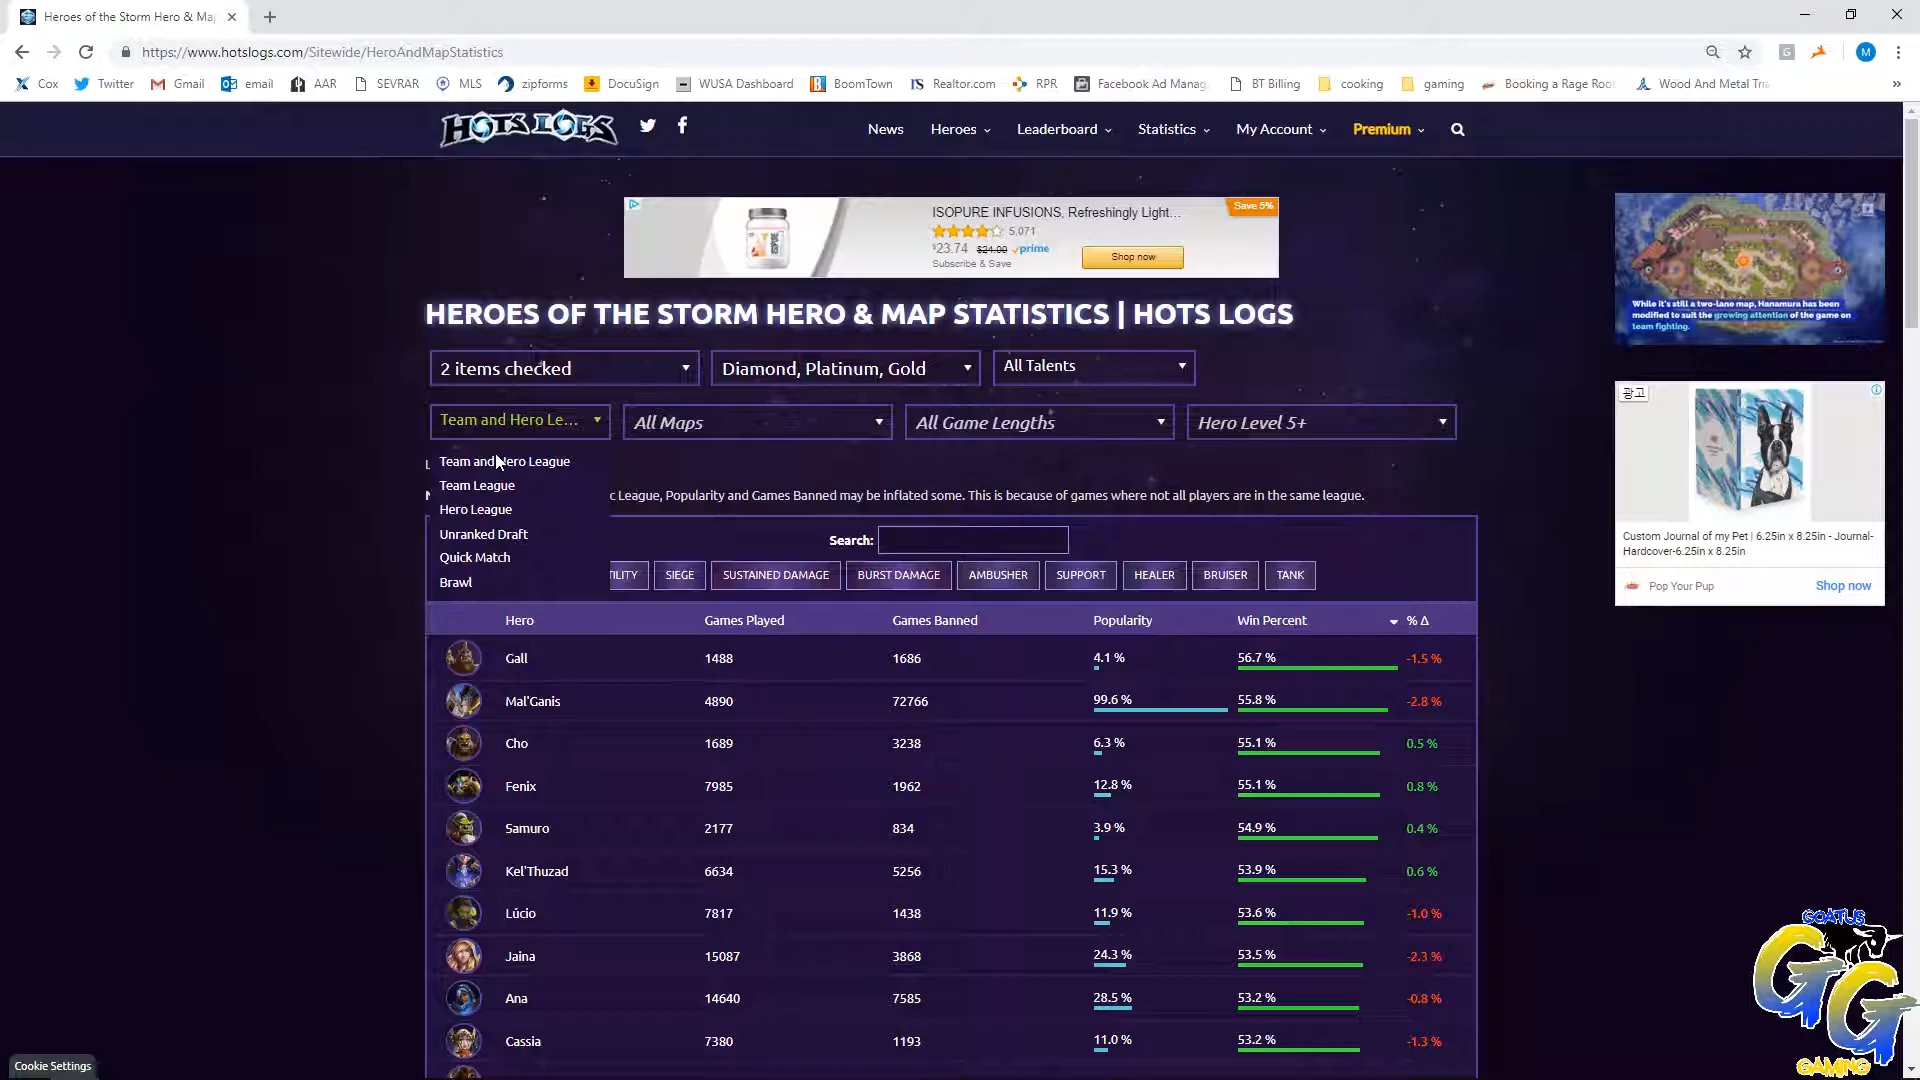 Heroes of the Storm Hero & Ma
https://www.hotslogs.com/Sitewide/HeroAndMapStatistics
G
M
Cox Twitter Gmail email AAR SEVRAR MLS zipforms DocuSign WUSA Dashboard BoomTown Realtor.com RPR Facebook Ad Manag BT Billing cooking gaming Booking a Rage Roo Wood And Metal Tra »
HOTS LOGS
News Heroes Leaderboard Statistics My Account Premium
ISOPURE INFUSIONS, Refreshingly Light...
Save 5%
5,071
$23.74 $24.99 prime
Subscribe & Save
Shop now
While it's still a two-lane map, Hanamura has been
modified to suit the growing attention of the game on
team fighting.
HEROES OF THE STORM HERO & MAP STATISTICS | HOTS LOGS
2 items checked Diamond, Platinum, Gold All Talents
Team and Hero Le... All Maps All Game Lengths Hero Level 5+
Team and Hero League
Team League
Hero League
Unranked Draft
Quick Match
Brawl
c League, Popularity and Games Banned may be inflated some. This is because of games where not all players are in the same league.
Search:
ILITY SIEGE SUSTAINED DAMAGE BURST DAMAGE AMBUSHER SUPPORT HEALER BRUISER TANK
Hero Games Played Games Banned Popularity Win Percent % Δ
Gall 1488 1686 4.1 % 56.7 % -1.5 %
Mal'Ganis 4890 72766 99.6 % 55.8 % -2.8 %
Cho 1689 3238 6.3 % 55.1 % 0.5 %
Fenix 7985 1962 12.8 % 55.1 % 0.8 %
Samuro 2177 834 3.9 % 54.9 % 0.4 %
Kel'Thuzad 6634 5256 15.3 % 53.9 % 0.6 %
Lúcio 7817 1438 11.9 % 53.6 % -1.0 %
Jaina 15087 3868 24.3 % 53.5 % -2.3 %
Ana 14640 7585 28.5 % 53.2 % -0.8 %
Cassia 7380 1193 11.0 % 53.2 % -1.3 %
광고
Custom Journal of my Pet | 6.25in x 8.25in - Journal-
Hardcover-6.25in x 8.25in
Pop Your Pup Shop now
GOATUS
GG
GAMING
Cookie Settings